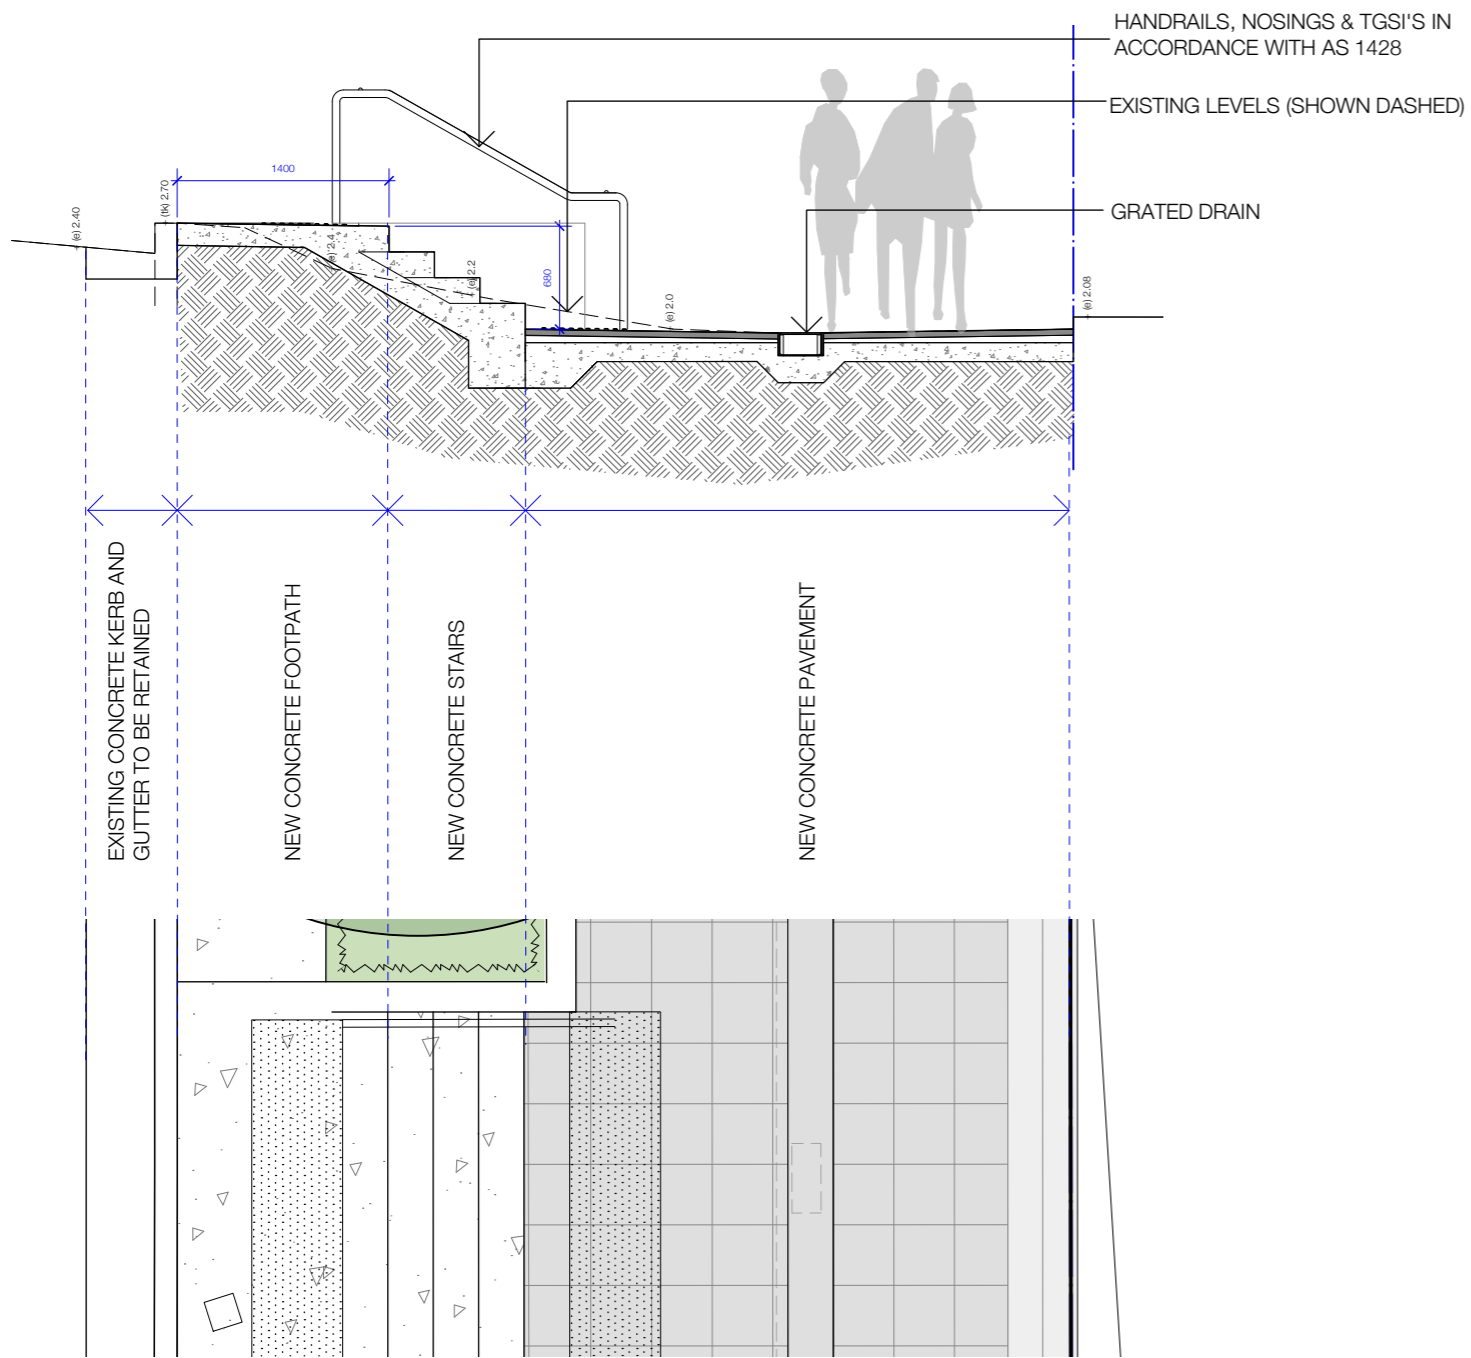 HANDRAILS, NOSINGS & TGSI'S IN
ACCORDANCE WITH AS 1428
EXISTING LEVELS (SHOWN DASHED)
GRATED DRAIN
1400
680
(e) 2.40
(tk) 2.70
(e) 2.4
(e) 2.2
(e) 2.0
(e) 2.08
EXISTING CONCRETE KERB AND
GUTTER TO BE RETAINED
NEW CONCRETE FOOTPATH
NEW CONCRETE STAIRS
NEW CONCRETE PAVEMENT